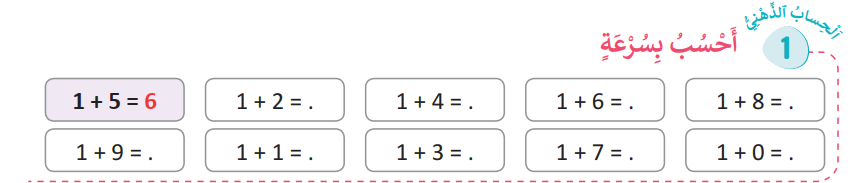 اَلْحِسابُ الذِّهْنِيُّ
1
أَحْسُبُ بِسُرْعَةٍ
1 + 5 = 6
1 + 2 = .
1 + 4 = .
1 + 6 = .
1 + 8 = .
1 + 9 = .
1 + 1 = .
1 + 3 = .
1 + 7 = .
1 + 0 = .